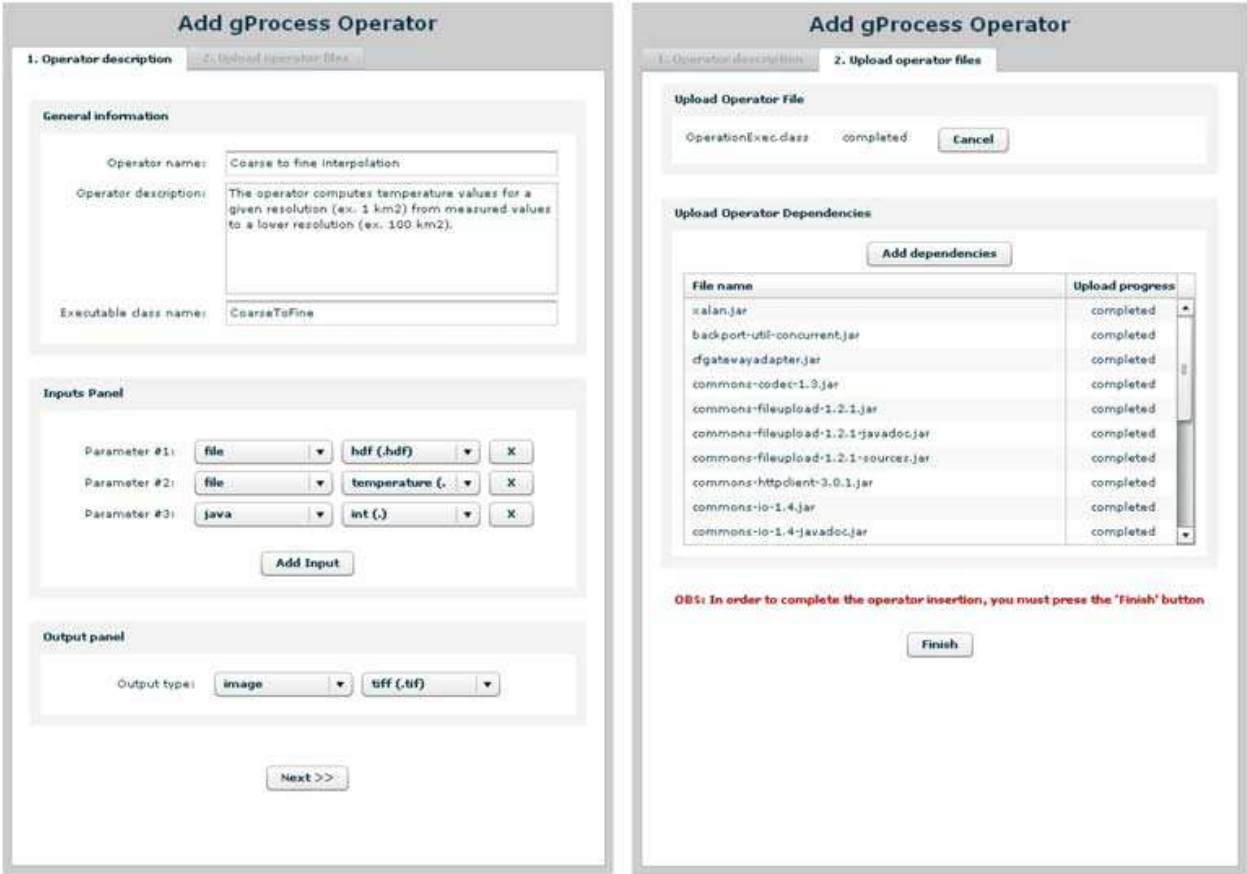 Add gProcess Operator
1. Operator description
2. Upload operator files
General information
Operator name: Coarse to fine Interpolation
Operator description: The operator computes temperature values for a
given resolution (ex. 1 km2) from measured values
to a lower resolution (ex. 100 km2).
Executable class name: CoarseToFine
Inputs Panel
Parameter #1: file hdf (.hdf) X
Parameter #2: file temperature (. X
Parameter #3: java int (.) X
Add Input
Output panel
Output type: image tiff (.tif)
Next >>
Add gProcess Operator
1. Operator description
2. Upload operator files
Upload Operator File
OperationExec.class completed Cancel
Upload Operator Dependencies
Add dependencies
File name Upload progress
xalan.jar completed
backport-util-concurrent.jar completed
cfgatewayadapter.jar completed
commons-codec-1.3.jar completed
commons-fileupload-1.2.1.jar completed
commons-fileupload-1.2.1-javadoc.jar completed
commons-fileupload-1.2.1-sources.jar completed
commons-httpclient-3.0.1.jar completed
commons-io-1.4.jar completed
commons-io-1.4-javadoc.jar completed
OBS: In order to complete the operator insertion, you must press the 'Finish' button
Finish